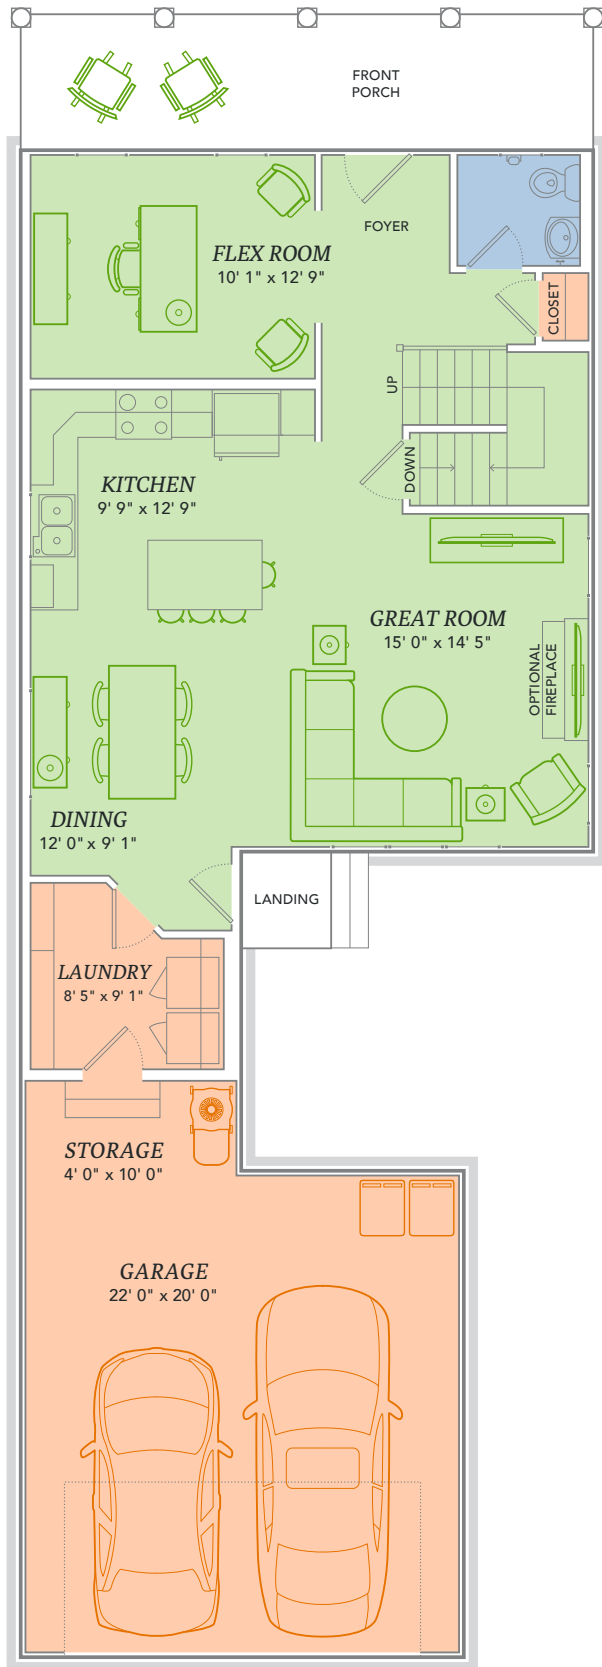 FRONT
PORCH
FOYER
FLEX ROOM
10' 1" x 12' 9"
CLOSET
UP
DOWN
KITCHEN
9' 9" x 12' 9"
GREAT ROOM
15' 0" x 14' 5"
OPTIONAL
FIREPLACE
DINING
12' 0" x 9' 1"
LANDING
LAUNDRY
8' 5" x 9' 1"
STORAGE
4' 0" x 10' 0"
GARAGE
22' 0" x 20' 0"